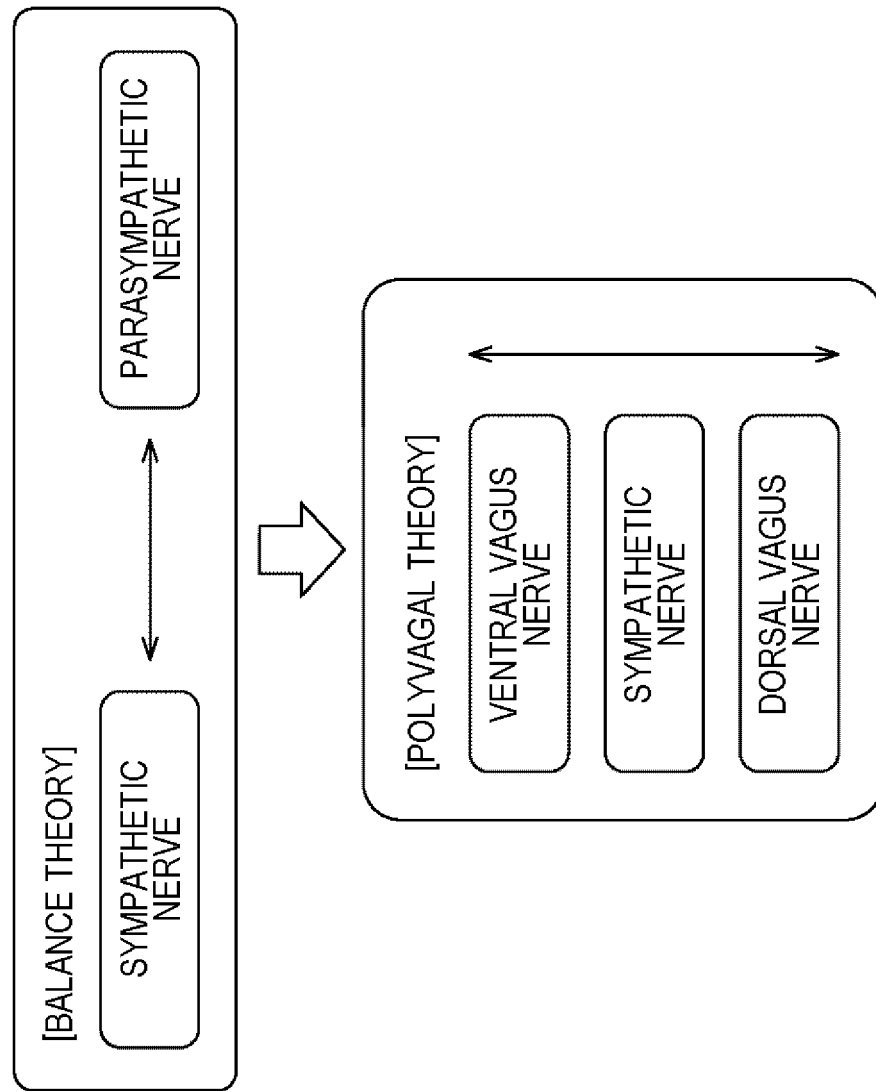 [BALANCE THEORY]
SYMPATHETIC
NERVE
PARASYMPATHETIC
NERVE
[POLYVAGAL THEORY]
VENTRAL VAGUS
NERVE
SYMPATHETIC
NERVE
DORSAL VAGUS
NERVE